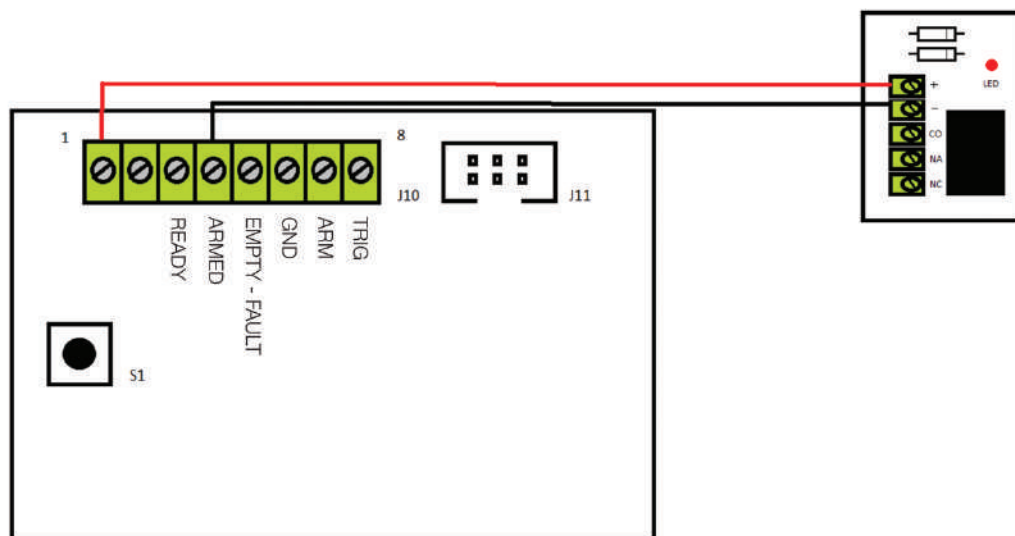 +
LED
−
CO
NA
NC
1
8
J10
J11
READY
ARMED
EMPTY - FAULT
GND
ARM
TRIG
S1